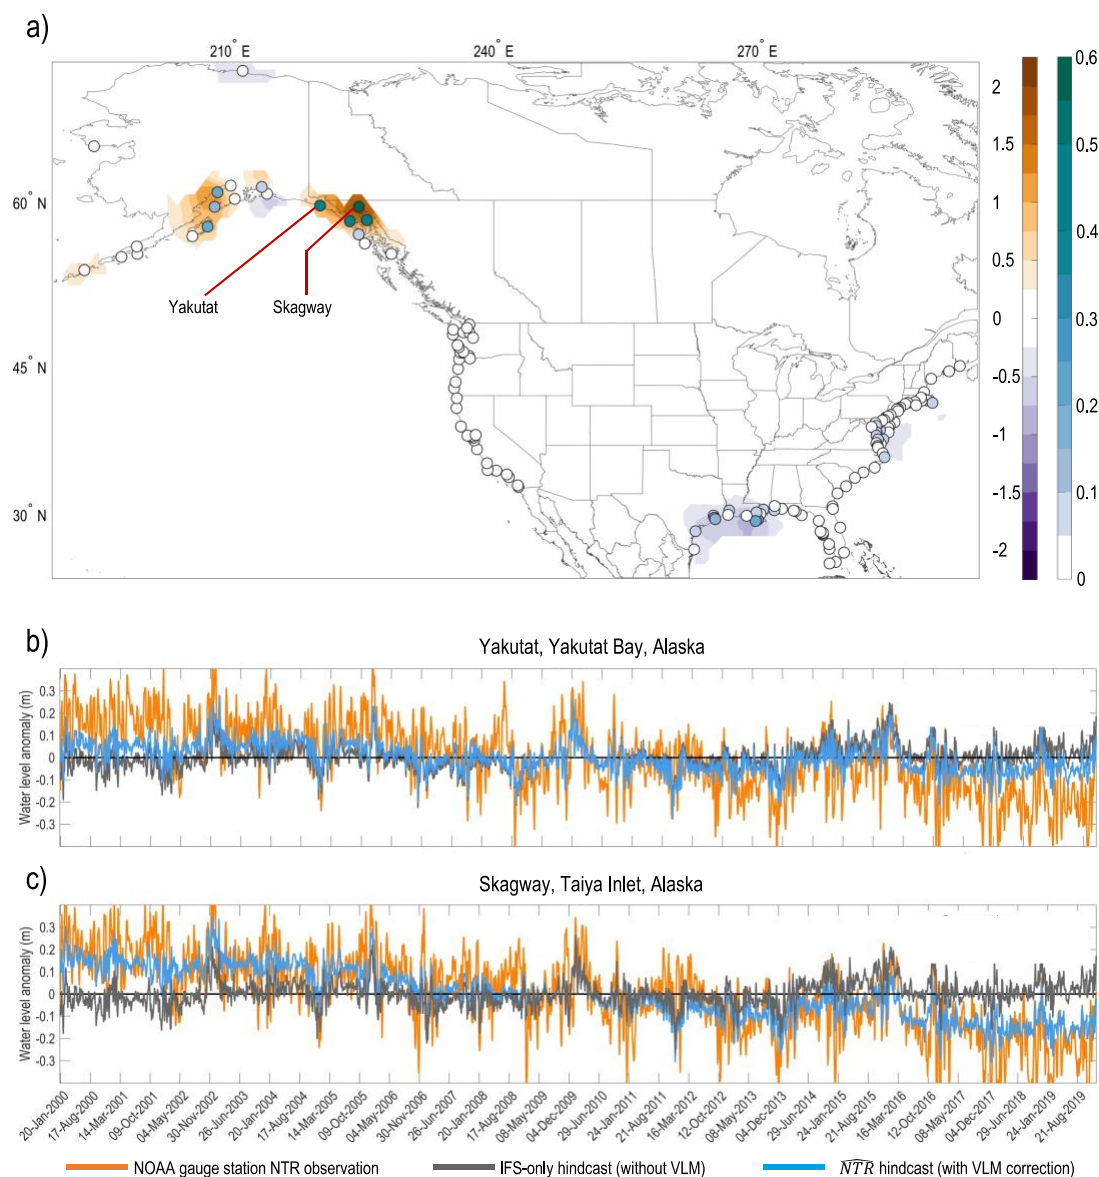 a)
210° E
240° E
270° E
60° N
45° N
30° N
Yakutat
Skagway
2
1.5
1
0.5
0
-0.5
-1
-1.5
-2
0.6
0.5
0.4
0.3
0.2
0.1
0
b)
Yakutat, Yakutat Bay, Alaska
Water level anomaly (m)
0.3
0.2
0.1
0
-0.1
-0.2
-0.3
c)
Skagway, Taiya Inlet, Alaska
Water level anomaly (m)
0.3
0.2
0.1
0
-0.1
-0.2
-0.3
20-Jan-2000
17-Aug-2000
14-Mar-2001
09-Oct-2001
04-May-2002
30-Nov-2002
26-Jun-2003
24-Jan-2004
17-Aug-2004
14-Mar-2005
09-Oct-2005
04-May-2006
30-Nov-2006
26-Jun-2007
24-Jan-2008
17-Aug-2008
08-May-2009
04-Dec-2009
29-Jun-2010
24-Jan-2011
21-Aug-2011
16-Mar-2012
12-Oct-2012
08-May-2013
04-Dec-2013
29-Jun-2014
24-Jan-2015
21-Aug-2015
16-Mar-2016
12-Oct-2016
08-May-2017
04-Dec-2017
29-Jun-2018
24-Jan-2019
21-Aug-2019
NOAA gauge station NTR observation
IFS-only hindcast (without VLM)
N͡TR hindcast (with VLM correction)